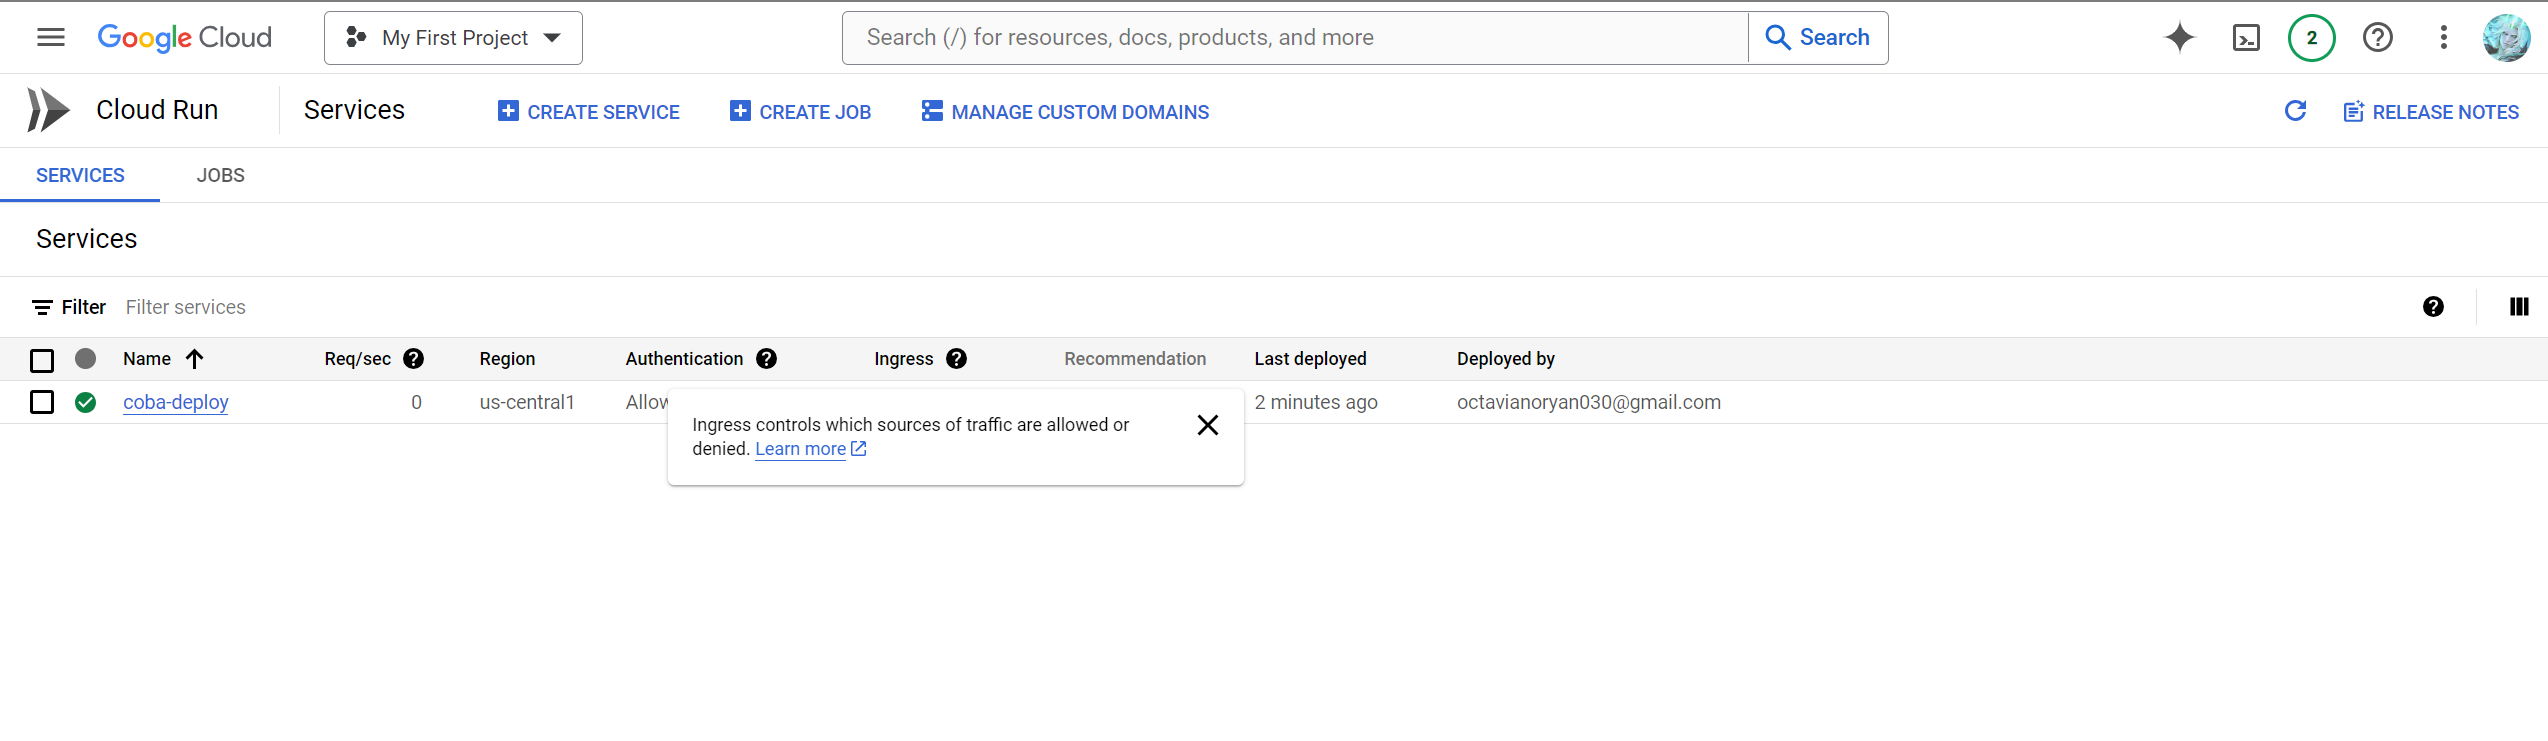 Google Cloud My First Project Search (/) for resources, docs, products, and more Search 2
Cloud Run Services CREATE SERVICE CREATE JOB MANAGE CUSTOM DOMAINS RELEASE NOTES
SERVICES JOBS
Services
Filter Filter services
Name Req/sec Region Authentication Ingress Recommendation Last deployed Deployed by
coba-deploy 0 us-central1 Allow 2 minutes ago octavianoryan030@gmail.com
Ingress controls which sources of traffic are allowed or
denied. Learn more